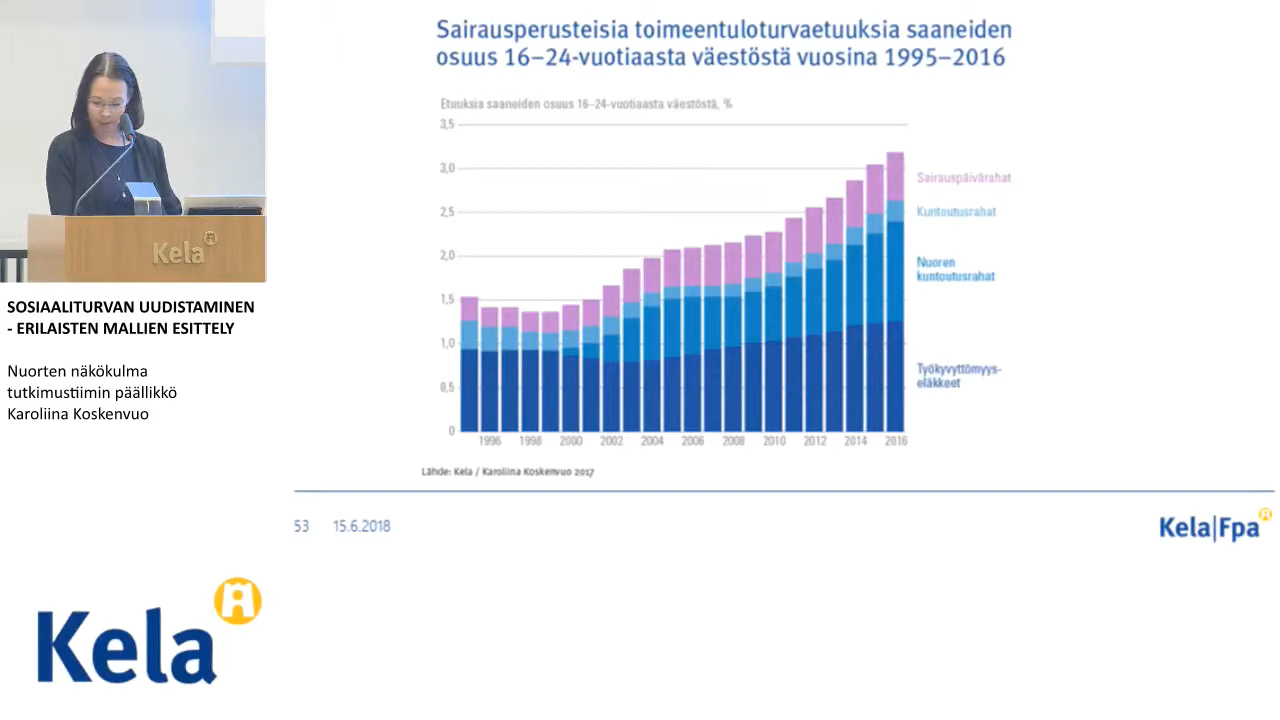 Sairausperusteisia toimeentuloturvaetuuksia saaneiden
osuus 16–24-vuotiaasta väestöstä vuosina 1995–2016
Etuuksia saaneiden osuus 16–24-vuotiaasta väestöstä, %
3,5
3,0
2,5
2,0
1,5
1,0
0,5
0
1996 1998 2000 2002 2004 2006 2008 2010 2012 2014 2016
Sairauspäivärahat
Kuntoutusrahat
Nuoren
kuntoutusrahat
Työkyvyttömyys-
eläkkeet
Lähde: Kela / Karoliina Koskenvuo 2017
53 15.6.2018
Kela|Fpa
Kela
SOSIAALITURVAN UUDISTAMINEN
- ERILAISTEN MALLIEN ESITTELY
Nuorten näkökulma
tutkimustiimin päällikkö
Karoliina Koskenvuo
Kela